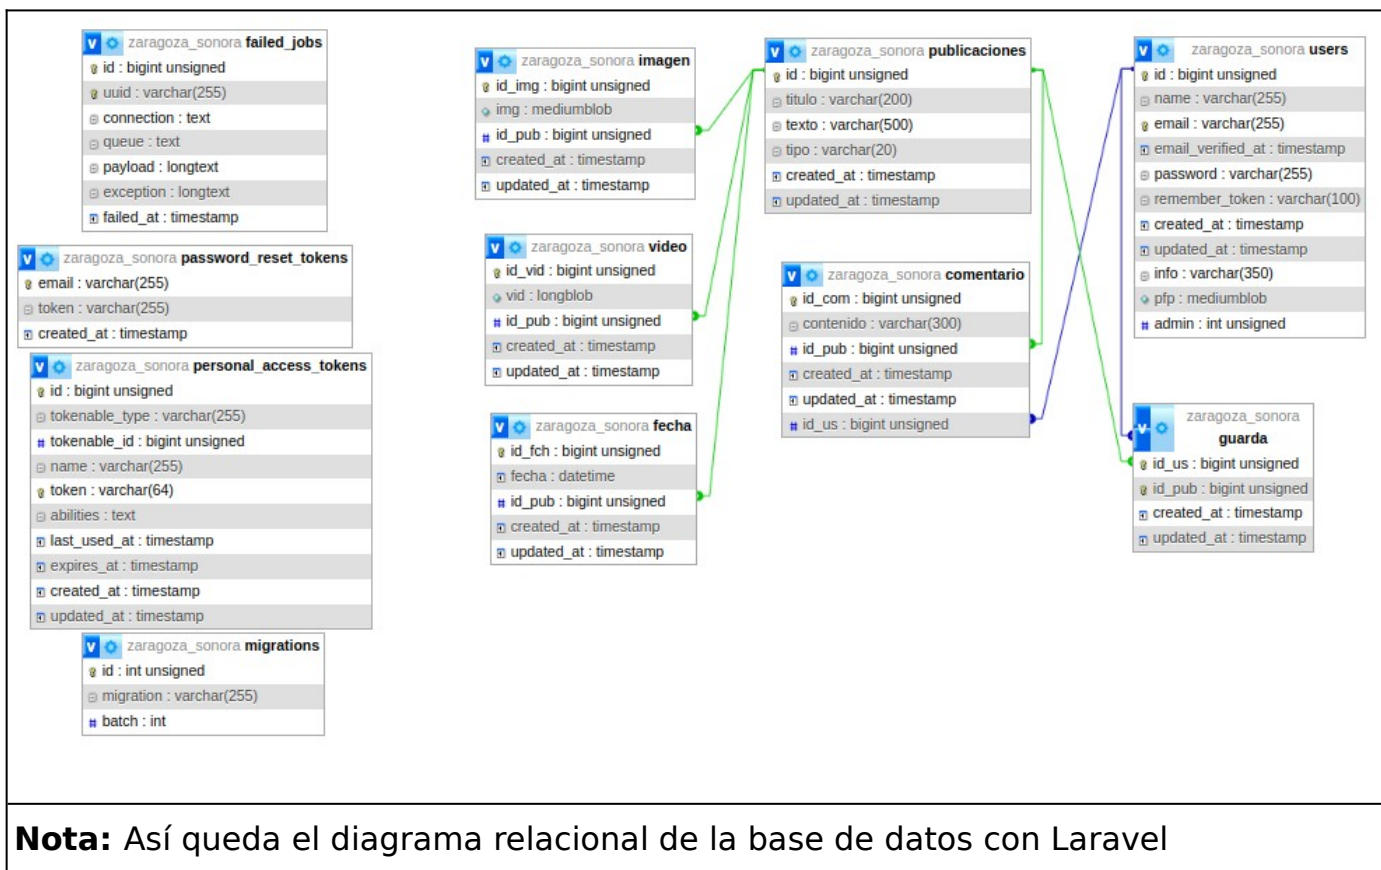 zaragoza_sonora failed_jobs
id : bigint unsigned
uuid : varchar(255)
connection : text
queue : text
payload : longtext
exception : longtext
failed_at : timestamp
zaragoza_sonora password_reset_tokens
email : varchar(255)
token : varchar(255)
created_at : timestamp
zaragoza_sonora personal_access_tokens
id : bigint unsigned
tokenable_type : varchar(255)
tokenable_id : bigint unsigned
name : varchar(255)
token : varchar(64)
abilities : text
last_used_at : timestamp
expires_at : timestamp
created_at : timestamp
updated_at : timestamp
zaragoza_sonora migrations
id : int unsigned
migration : varchar(255)
batch : int
zaragoza_sonora imagen
id_img : bigint unsigned
img : mediumblob
id_pub : bigint unsigned
created_at : timestamp
updated_at : timestamp
zaragoza_sonora video
id_vid : bigint unsigned
vid : longblob
id_pub : bigint unsigned
created_at : timestamp
updated_at : timestamp
zaragoza_sonora fecha
id_fch : bigint unsigned
fecha : datetime
id_pub : bigint unsigned
created_at : timestamp
updated_at : timestamp
zaragoza_sonora publicaciones
id : bigint unsigned
titulo : varchar(200)
texto : varchar(500)
tipo : varchar(20)
created_at : timestamp
updated_at : timestamp
zaragoza_sonora comentario
id_com : bigint unsigned
contenido : varchar(300)
id_pub : bigint unsigned
created_at : timestamp
updated_at : timestamp
id_us : bigint unsigned
zaragoza_sonora users
id : bigint unsigned
name : varchar(255)
email : varchar(255)
email_verified_at : timestamp
password : varchar(255)
remember_token : varchar(100)
created_at : timestamp
updated_at : timestamp
info : varchar(350)
pfp : mediumblob
admin : int unsigned
zaragoza_sonora
guarda
id_us : bigint unsigned
id_pub : bigint unsigned
created_at : timestamp
updated_at : timestamp
Nota: Así queda el diagrama relacional de la base de datos con Laravel